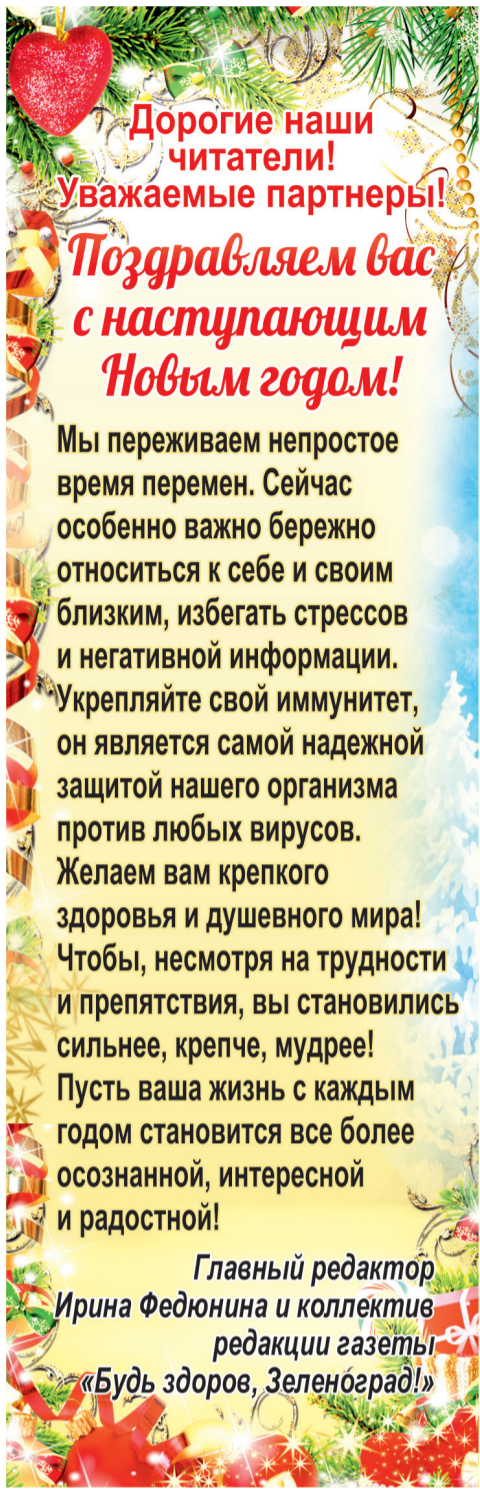 Дорогие наши
читатели!
Уважаемые партнеры!
Поздравляем вас
с наступающим
Новым годом!
Мы переживаем непростое
время перемен. Сейчас
особенно важно бережно
относиться к себе и своим
близким, избегать стрессов
и негативной информации.
Укрепляйте свой иммунитет,
он является самой надежной
защитой нашего организма
против любых вирусов.
Желаем вам крепкого
здоровья и душевного мира!
Чтобы, несмотря на трудности
и препятствия, вы становились
сильнее, крепче, мудрее!
Пусть ваша жизнь с каждым
годом становится все более
осознанной, интересной
и радостной!
Главный редактор
Ирина Федюнина и коллектив
редакции газеты
«Будь здоров, Зеленоград!»